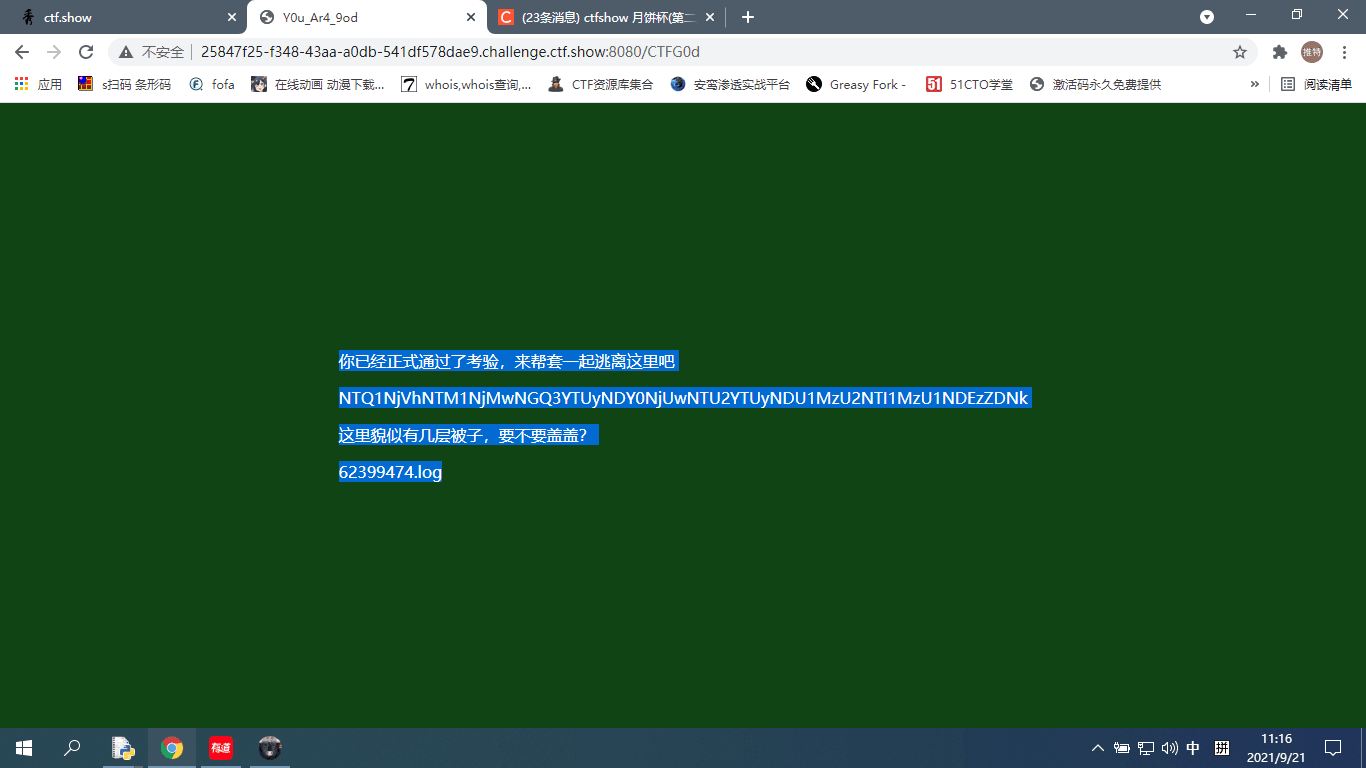 ctf.show
Y0u_Ar4_9od
(23条消息) ctfshow 月饼杯(第二
不安全
25847f25-f348-43aa-a0db-541df578dae9.challenge.ctf.show:8080/CTFG0d
推特
应用
s扫码 条形码
fofa
在线动画 动漫下载...
whois,whois查询,...
CTF资源库集合
安鸾渗透实战平台
Greasy Fork -
51CTO学堂
激活码永久免费提供
»
阅读清单
你已经正式通过了考验，来帮套一起逃离这里吧
NTQ1NjVhNTM1NjMwNGQ3YTUyNDY0NjUwNTU2YTUyNDU1MzU2NTI1MzU1NDEzZDNk
这里貌似有几层被子，要不要盖盖？
62399474.log
有道
中
拼
11:16
2021/9/21